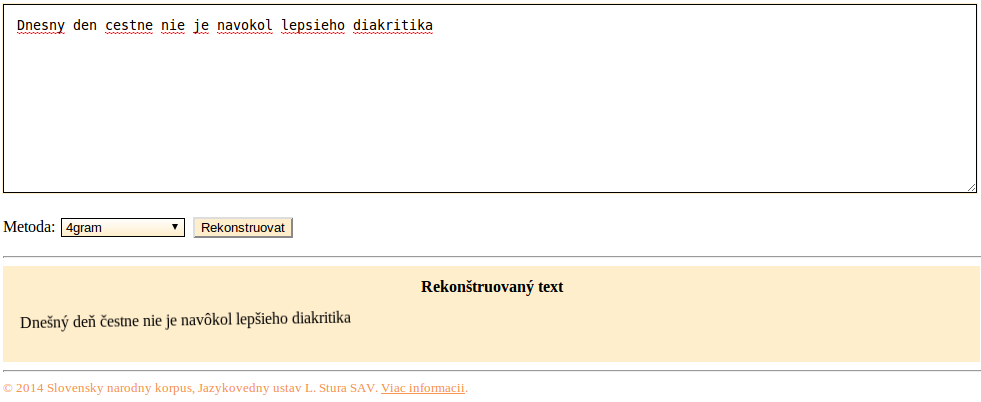 Dnesny den cestne nie je navokol lepsieho diakritika
Metoda: 4gram Rekonstruovat
Rekonštruovaný text
Dnešný deň čestne nie je navôkol lepšieho diakritika
© 2014 Slovensky narodny korpus, Jazykovedny ustav L. Stura SAV. Viac informacii.